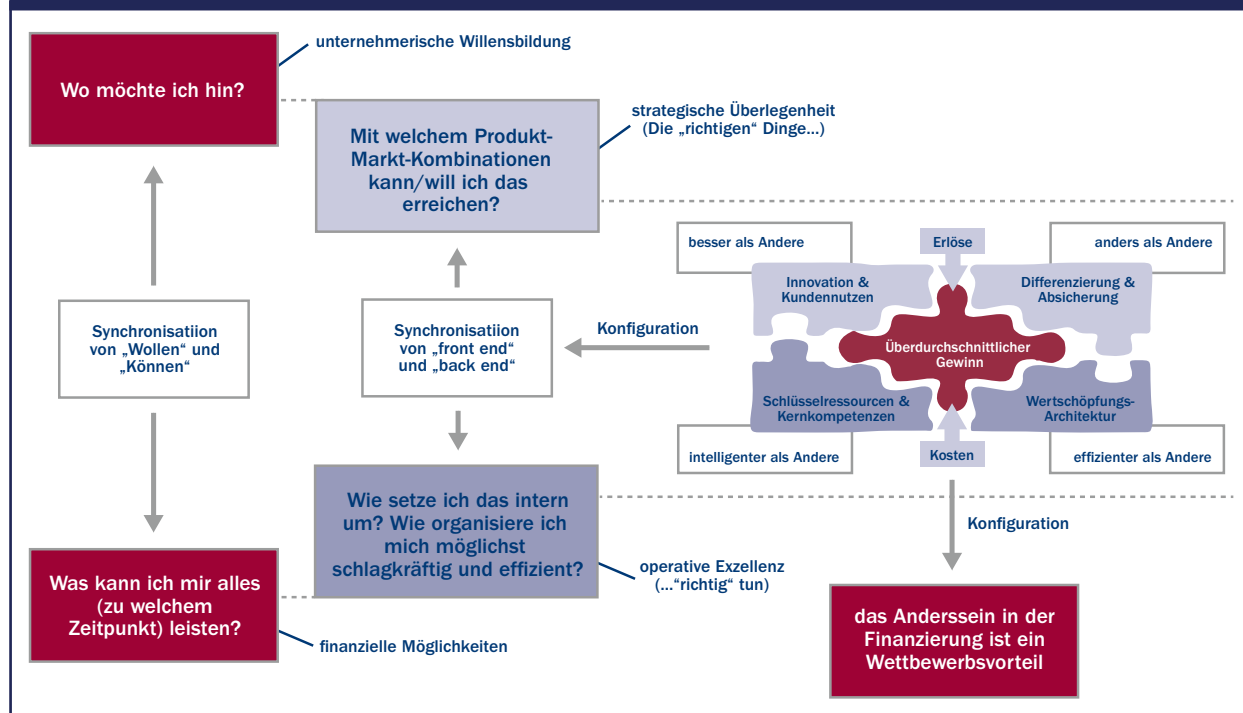 Wo möchte ich hin?
unternehmerische Willensbildung
Mit welchem Produkt-
Markt-Kombinationen
kann/will ich das
erreichen?
strategische Überlegenheit
(Die „richtigen“ Dinge...)
Synchronisatiion
von „Wollen“ und
„Können“
Synchronisatiion
von „front end“
und „back end“
Konfiguration
besser als Andere
Erlöse
anders als Andere
Innovation &
Kundennutzen
Differenzierung &
Absicherung
Überdurchschnittlicher
Gewinn
Schlüsselressourcen &
Kernkompetenzen
Wertschöpfungs-
Architektur
intelligenter als Andere
Kosten
effizienter als Andere
Wie setze ich das intern
um? Wie organisiere ich
mich möglichst
schlagkräftig und effizient?
operative Exzellenz
(...“richtig“ tun)
Konfiguration
Was kann ich mir alles
(zu welchem
Zeitpunkt) leisten?
finanzielle Möglichkeiten
das Anderssein in der
Finanzierung ist ein
Wettbewerbsvorteil